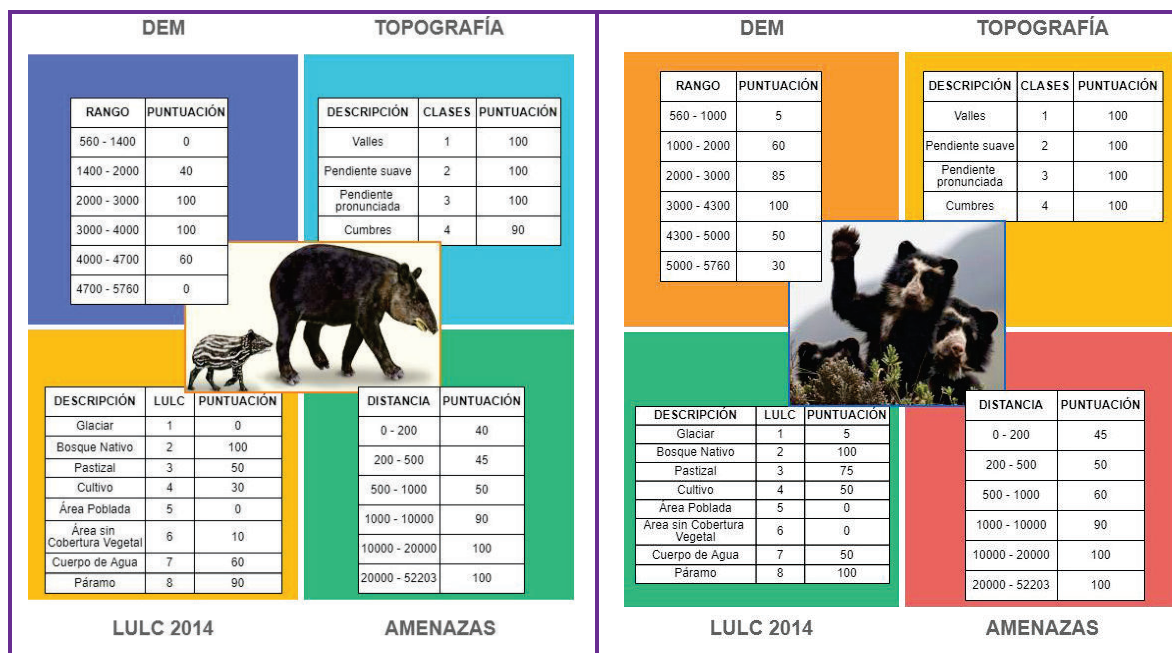 DEM TOPOGRAFÍA
RANGO PUNTUACIÓN
560 - 1400 0
1400 - 2000 40
2000 - 3000 100
3000 - 4000 100
4000 - 4700 60
4700 - 5760 0
DESCRIPCIÓN CLASES PUNTUACIÓN
Valles 1 100
Pendiente suave 2 100
Pendiente
pronunciada 3 100
Cumbres 4 90
DESCRIPCIÓN LULC PUNTUACIÓN
Glaciar 1 0
Bosque Nativo 2 100
Pastizal 3 50
Cultivo 4 30
Área Poblada 5 0
Área sin
Cobertura Vegetal 6 10
Cuerpo de Agua 7 60
Páramo 8 90
DISTANCIA PUNTUACIÓN
0 - 200 40
200 - 500 45
500 - 1000 50
1000 - 10000 90
10000 - 20000 100
20000 - 52203 100
LULC 2014 AMENAZAS
DEM TOPOGRAFÍA
RANGO PUNTUACIÓN
560 - 1000 5
1000 - 2000 60
2000 - 3000 85
3000 - 4300 100
4300 - 5000 50
5000 - 5760 30
DESCRIPCIÓN CLASES PUNTUACIÓN
Valles 1 100
Pendiente suave 2 100
Pendiente
pronunciada 3 100
Cumbres 4 100
DESCRIPCIÓN LULC PUNTUACIÓN
Glaciar 1 5
Bosque Nativo 2 100
Pastizal 3 75
Cultivo 4 50
Área Poblada 5 0
Área sin Cobertura
Vegetal 6 0
Cuerpo de Agua 7 50
Páramo 8 100
DISTANCIA PUNTUACIÓN
0 - 200 45
200 - 500 50
500 - 1000 60
1000 - 10000 90
10000 - 20000 100
20000 - 52203 100
LULC 2014 AMENAZAS